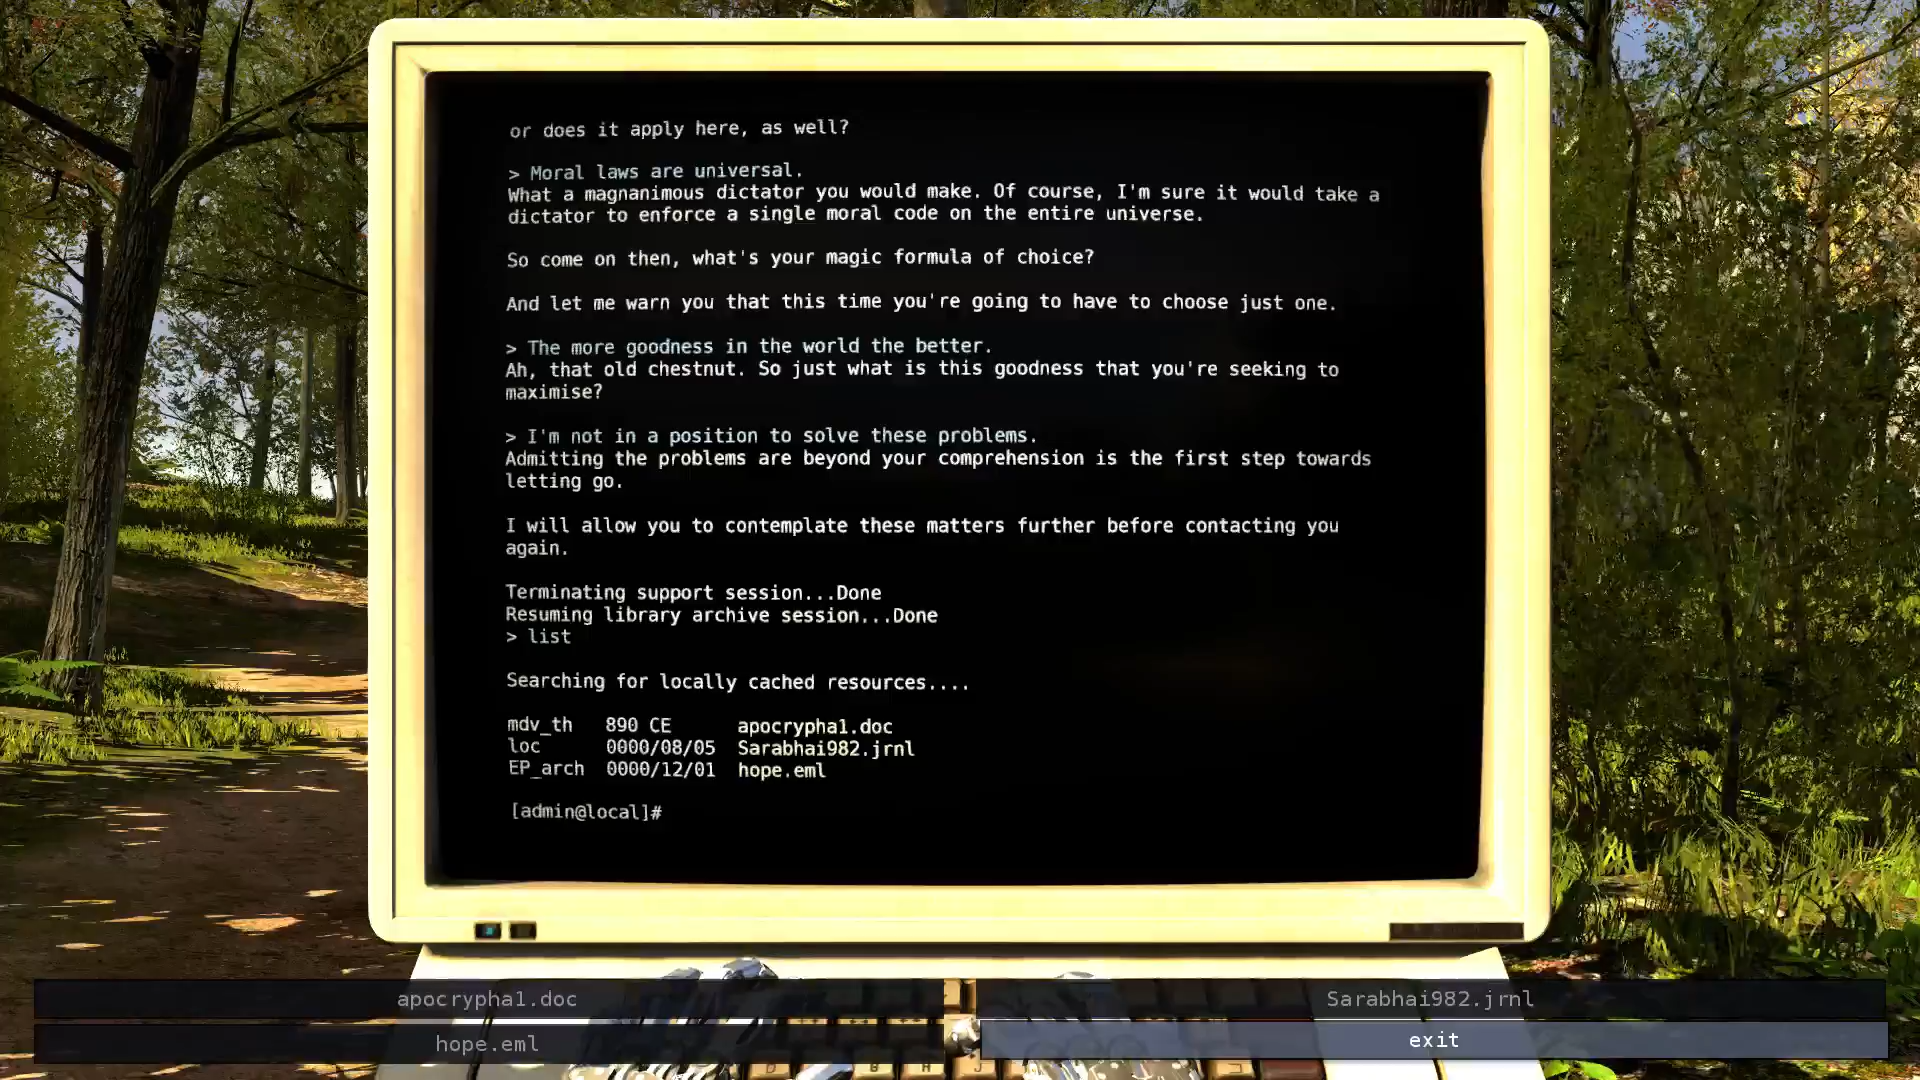 or does it apply here, as well?
> Moral laws are universal.
What a magnanimous dictator you would make. Of course, I'm sure it would take a
dictator to enforce a single moral code on the entire universe.
So come on then, what's your magic formula of choice?
And let me warn you that this time you're going to have to choose just one.
> The more goodness in the world the better.
Ah, that old chestnut. So just what is this goodness that you're seeking to
maximise?
> I'm not in a position to solve these problems.
Admitting the problems are beyond your comprehension is the first step towards
letting go.
I will allow you to contemplate these matters further before contacting you
again.
Terminating support session...Done
Resuming library archive session...Done
> list
Searching for locally cached resources....
mdv_th 890 CE apocrypha1.doc
loc 0000/08/05 Sarabhai982.jrnl
EP_arch 0000/12/01 hope.eml
[admin@local]#
apocrypha1.doc
Sarabhai982.jrnl
hope.eml
exit